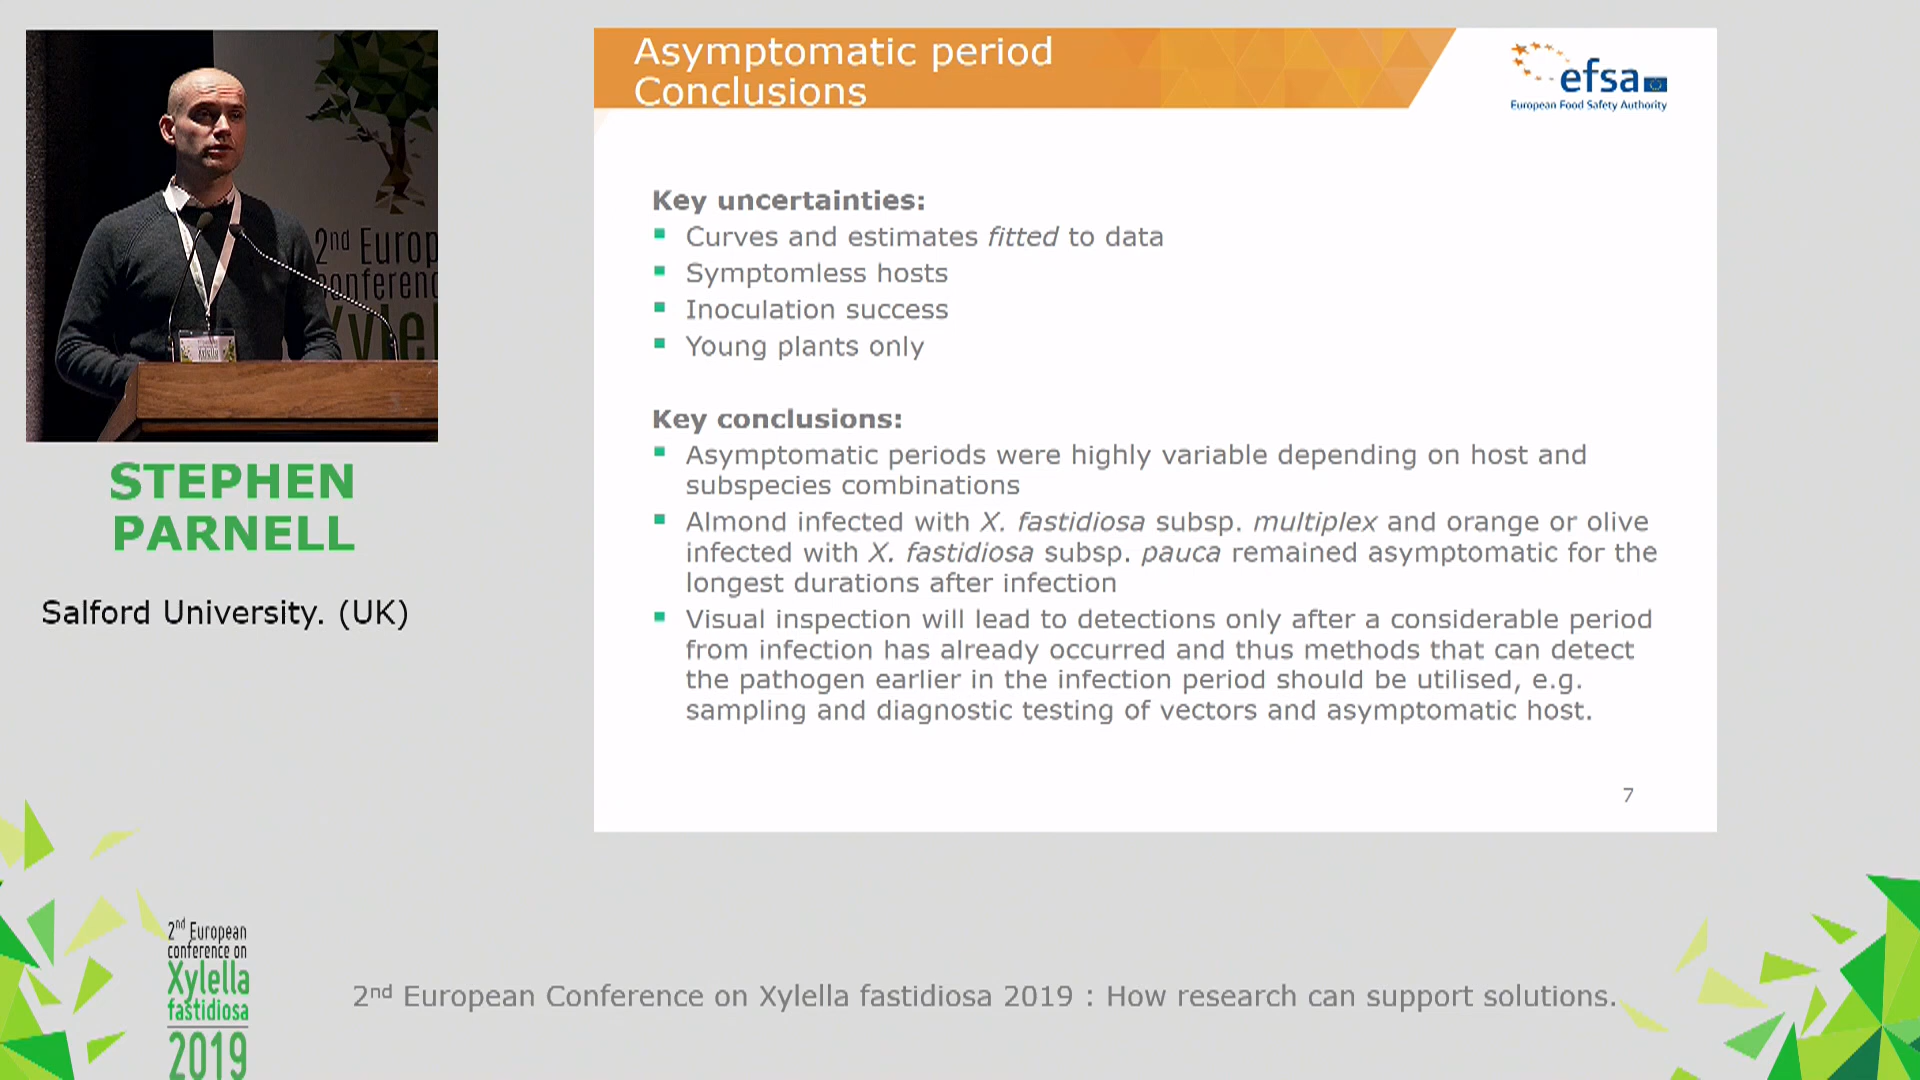 2nd Europ
conferenc
Xyle
Xylella
STEPHEN
PARNELL
Salford University. (UK)
Asymptomatic period
Conclusions
efsa
European Food Safety Authority
Key uncertainties:
Curves and estimates fitted to data
Symptomless hosts
Inoculation success
Young plants only
Key conclusions:
Asymptomatic periods were highly variable depending on host and
subspecies combinations
Almond infected with X. fastidiosa subsp. multiplex and orange or olive
infected with X. fastidiosa subsp. pauca remained asymptomatic for the
longest durations after infection
Visual inspection will lead to detections only after a considerable period
from infection has already occurred and thus methods that can detect
the pathogen earlier in the infection period should be utilised, e.g.
sampling and diagnostic testing of vectors and asymptomatic host.
7
2nd European
conference on
Xylella
fastidiosa
2019
2nd European Conference on Xylella fastidiosa 2019 : How research can support solutions.